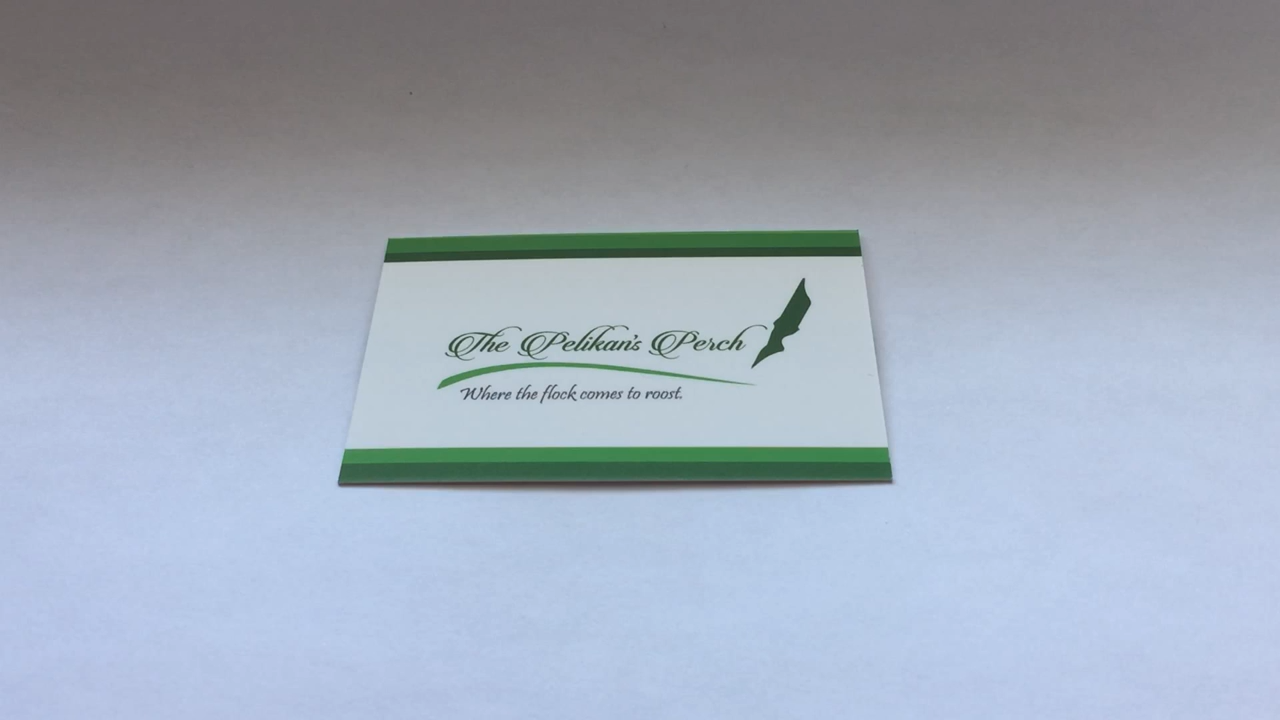 The Pelikan's Perch
Where the flock comes to roost.